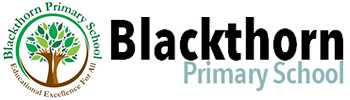 Blackthorn Primary School
Educational Excellence For All
Blackthorn
Primary School